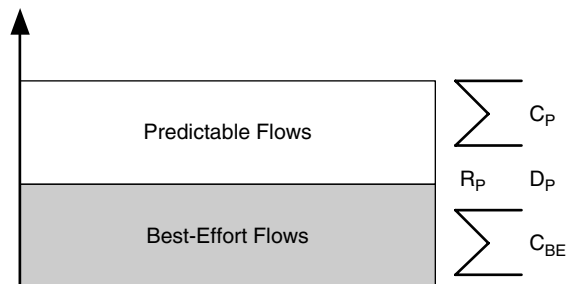 Predictable Flows
∑ C_P
R_P D_P
Best-Effort Flows
∑ C_BE